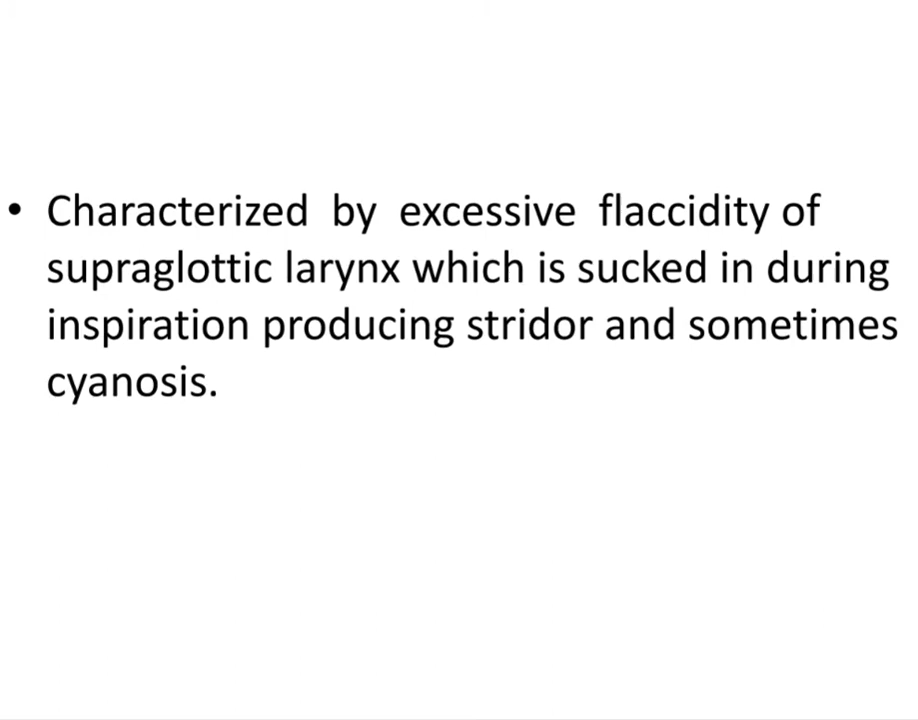 • Characterized by excessive flaccidity of
supraglottic larynx which is sucked in during
inspiration producing stridor and sometimes
cyanosis.